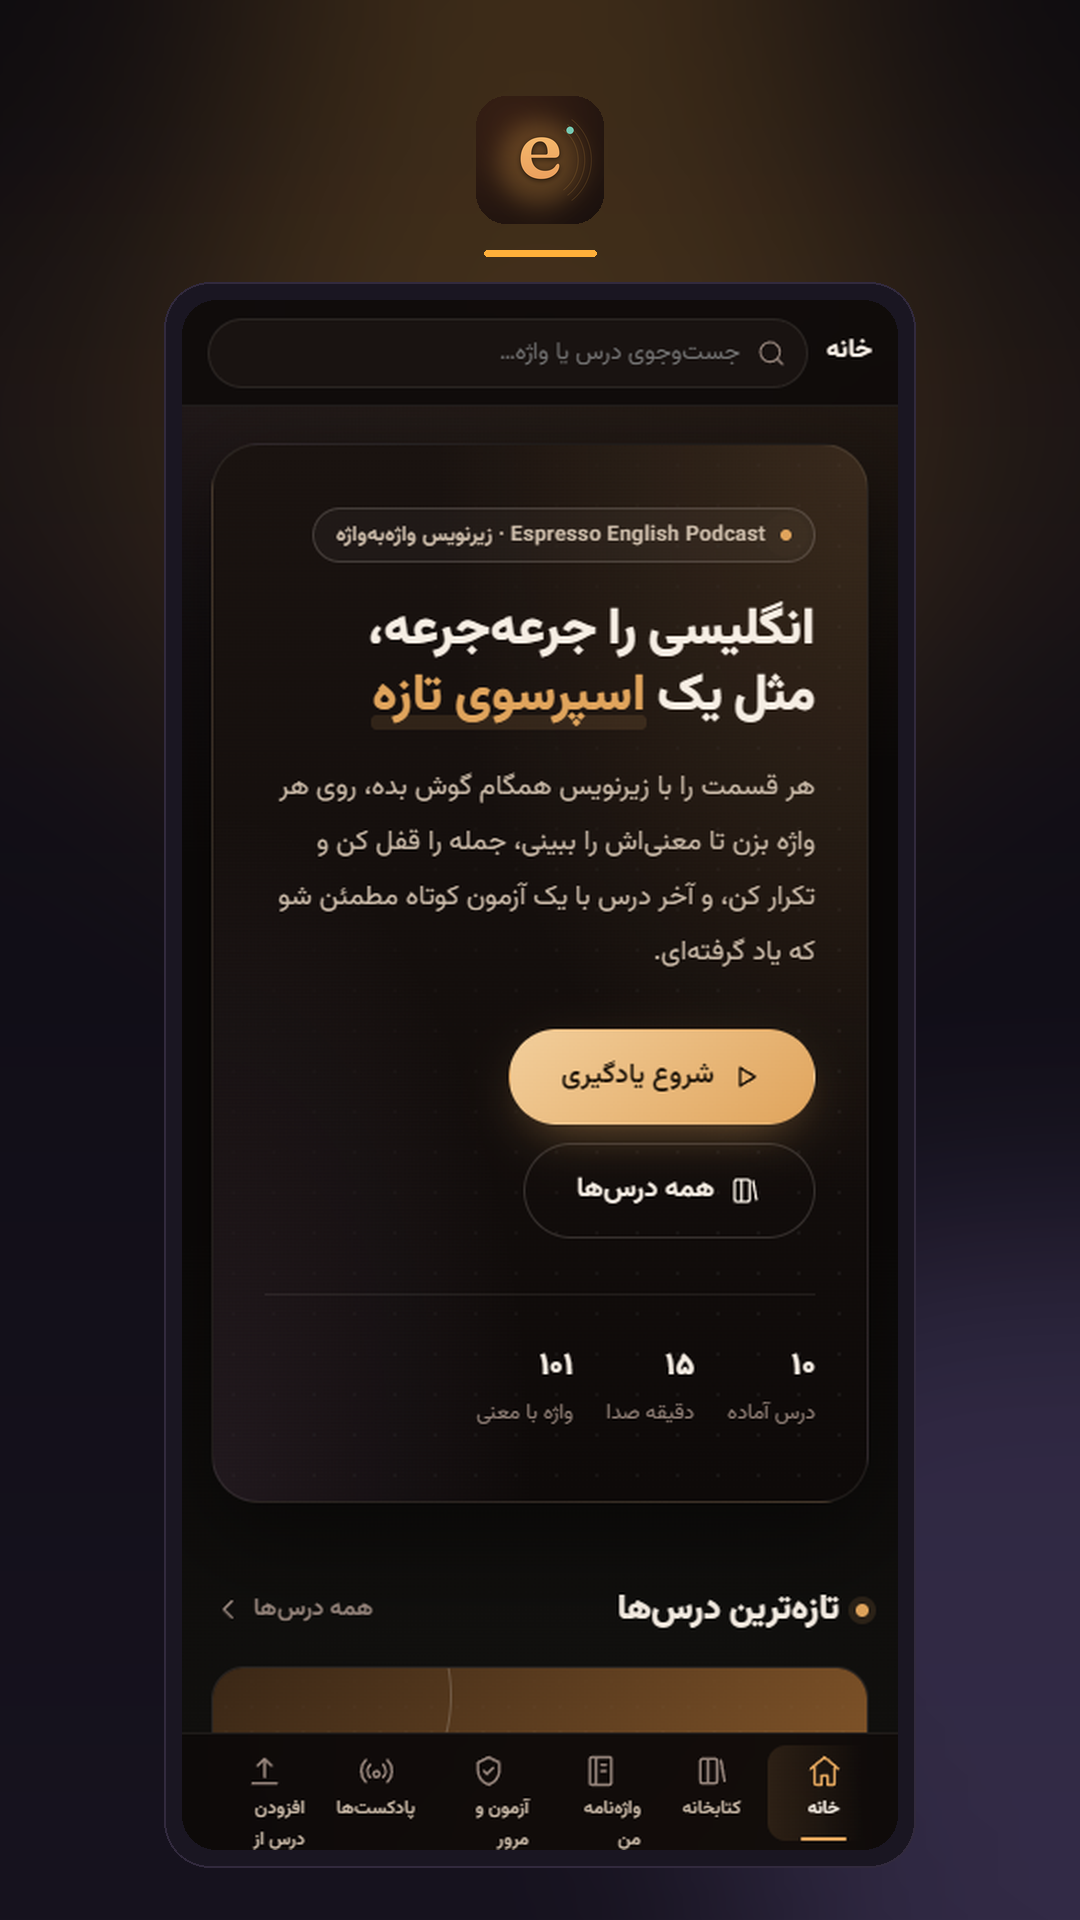 e
خانه
جست‌وجوی درس یا واژه...
Espresso English Podcast · زیرنویس واژه‌به‌واژه
انگلیسی را جرعه‌جرعه،
مثل یک اسپرسوی تازه
هر قسمت را با زیرنویس همگام گوش بده، روی هر
واژه بزن تا معنی‌اش را ببینی، جمله را قفل کن و
تکرار کن، و آخر درس با یک آزمون کوتاه مطمئن شو
که یاد گرفته‌ای.
شروع یادگیری
همه درس‌ها
۱۰ ۱۵ ۱۰۱
درس آماده دقیقه صدا واژه با معنی
تازه‌ترین درس‌ها همه درس‌ها
خانه کتابخانه واژه‌نامه آزمون و پادکست‌ها افزودن
من مرور درس از